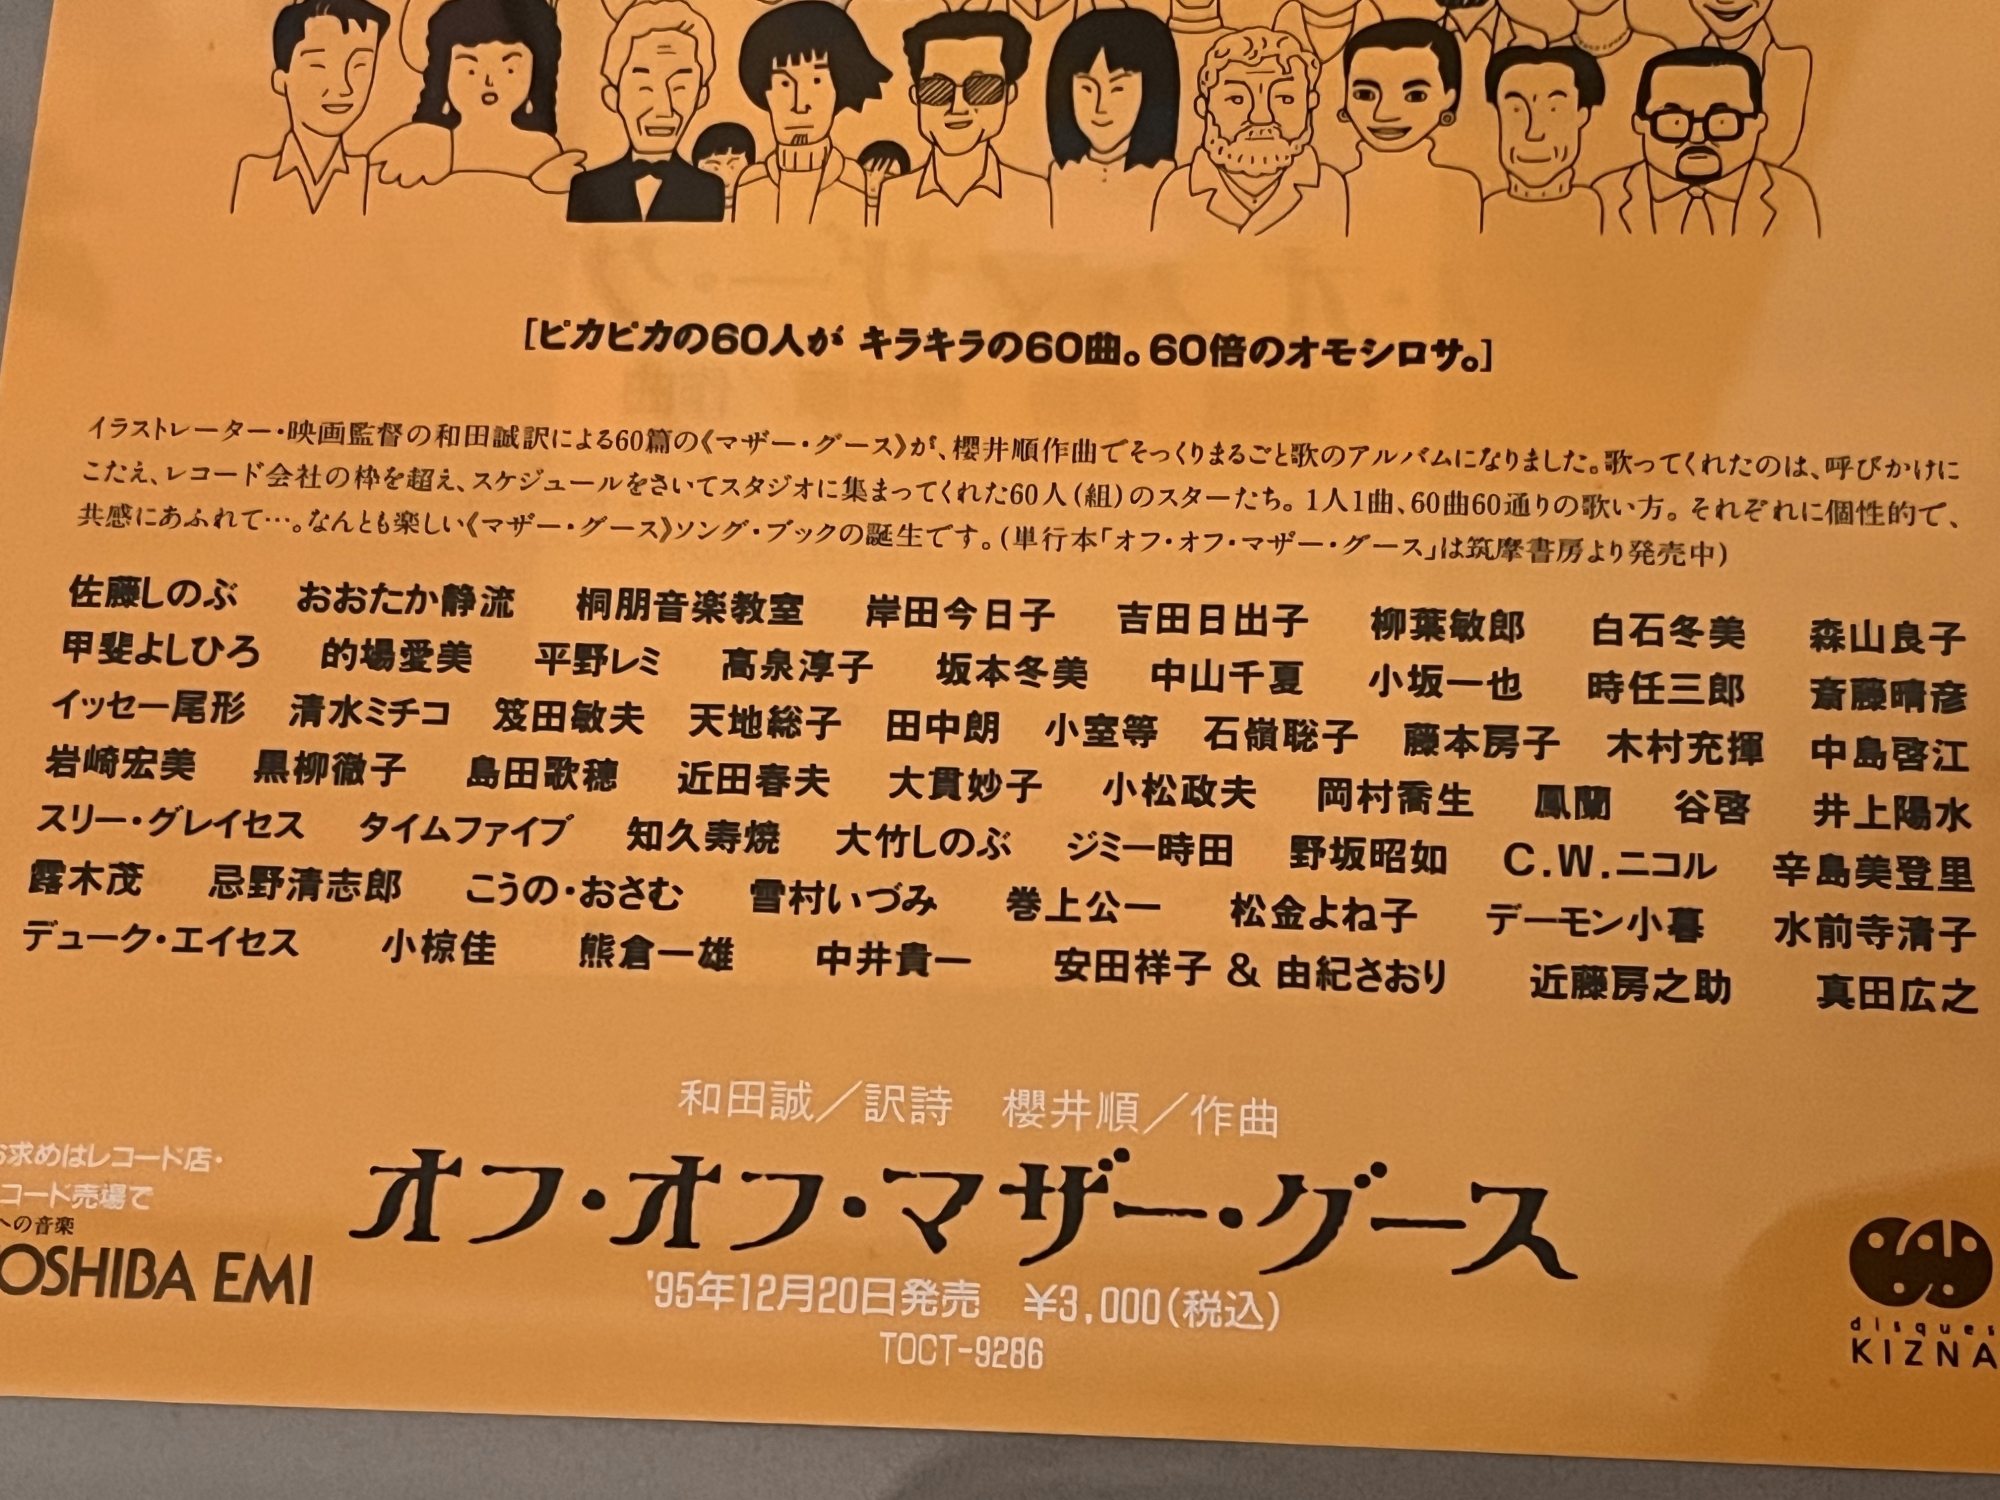 [ピカピカの60人が キラキラの60曲。60倍のオモシロサ。]
イラストレーター・映画監督の和田誠訳による60篇の《マザー・グース》が、櫻井順作曲でそっくりまるごと歌のアルバムになりました。歌ってくれたのは、呼びかけに
こたえ、レコード会社の枠を超え、スケジュールをさいてスタジオに集まってくれた60人(組)のスターたち。1人1曲、60曲60通りの歌い方。それぞれに個性的で、
共感にあふれて…。なんとも楽しい《マザー・グース》ソング・ブックの誕生です。(単行本「オフ・オフ・マザー・グース」は筑摩書房より発売中)
佐藤しのぶ おおたか静流 桐朋音楽教室 岸田今日子 吉田日出子 柳葉敏郎 白石冬美 森山良子
甲斐よしひろ 的場愛美 平野レミ 高泉淳子 坂本冬美 中山千夏 小坂一也 時任三郎 斎藤晴彦
イッセー尾形 清水ミチコ 笈田敏夫 天地総子 田中朗 小室等 石嶺聡子 藤本房子 木村充揮 中島啓江
岩崎宏美 黒柳徹子 島田歌穂 近田春夫 大貫妙子 小松政夫 岡村喬生 鳳蘭 谷啓 井上陽水
スリー・グレイセス タイムファイブ 知久寿焼 大竹しのぶ ジミー時田 野坂昭如 C.W.ニコル 辛島美登里
露木茂 忌野清志郎 こうの・おさむ 雪村いづみ 巻上公一 松金よね子 デーモン小暮 水前寺清子
デューク・エイセス 小椋佳 熊倉一雄 中井貴一 安田祥子 & 由紀さおり 近藤房之助 真田広之
和田誠／訳詩 櫻井順／作曲
オフ・オフ・マザー・グース
'95年12月20日発売 ¥3,000(税込)
TOCT-9286
お求めはレコード店・
コード売場で
への音楽
OSHIBA EMI
disques
KIZNA